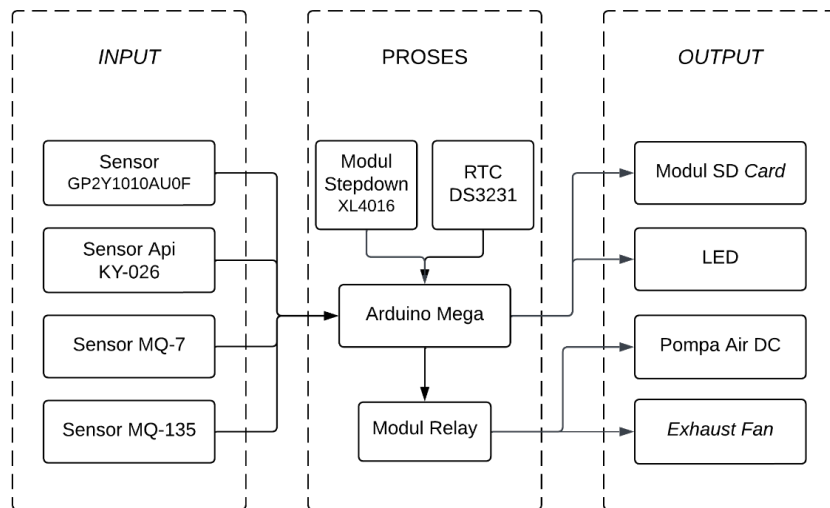 INPUT
PROSES
OUTPUT
Sensor
GP2Y1010AU0F
Sensor Api
KY-026
Sensor MQ-7
Sensor MQ-135
Modul
Stepdown
XL4016
RTC
DS3231
Arduino Mega
Modul Relay
Modul SD Card
LED
Pompa Air DC
Exhaust Fan